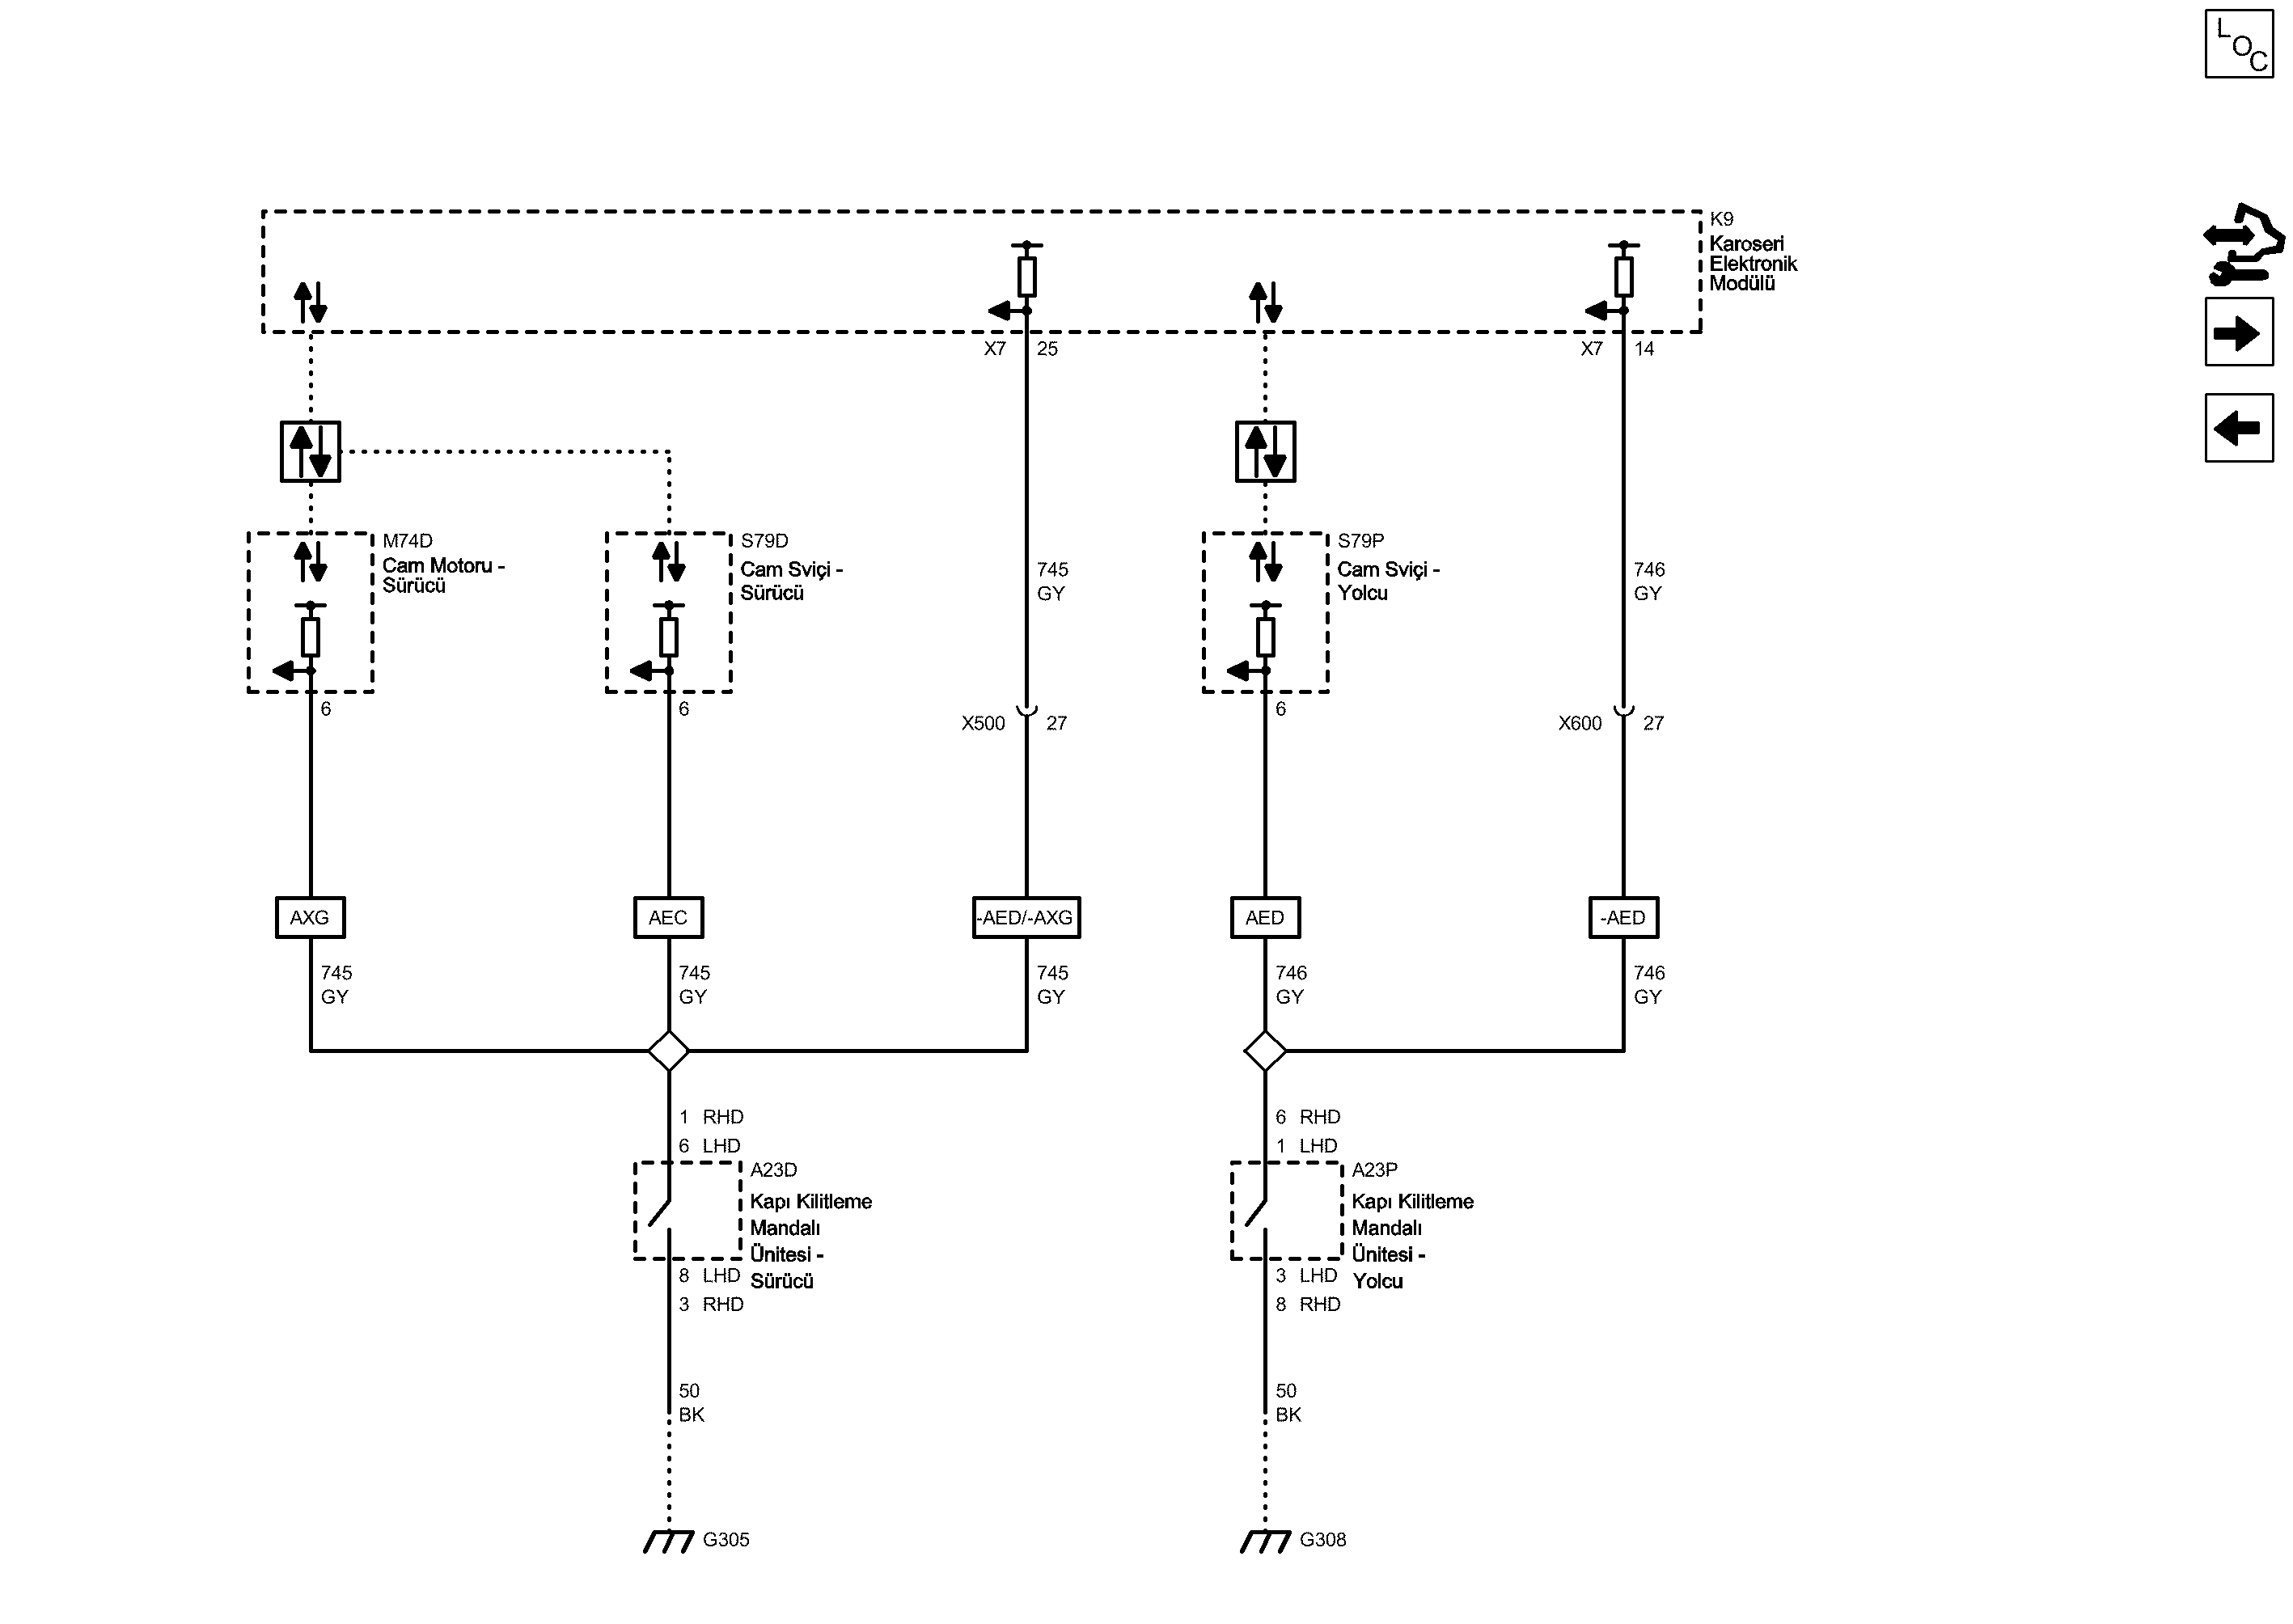 LOC
K9
Karoseri
Elektronik
Modülü
X7 25
X7 14
M74D
Cam Motoru -
Sürücü
S79D
Cam Sviçi -
Sürücü
745
GY
S79P
Cam Sviçi -
Yolcu
746
GY
6
6
X500 27
6
X600 27
AXG
AEC
-AED/-AXG
AED
-AED
745
GY
745
GY
745
GY
746
GY
746
GY
1 RHD
6 LHD
A23D
Kapı Kilitleme
Mandalı
Ünitesi -
Sürücü
8 LHD
3 RHD
6 RHD
1 LHD
A23P
Kapı Kilitleme
Mandalı
Ünitesi -
Yolcu
3 LHD
8 RHD
50
BK
50
BK
G305
G308